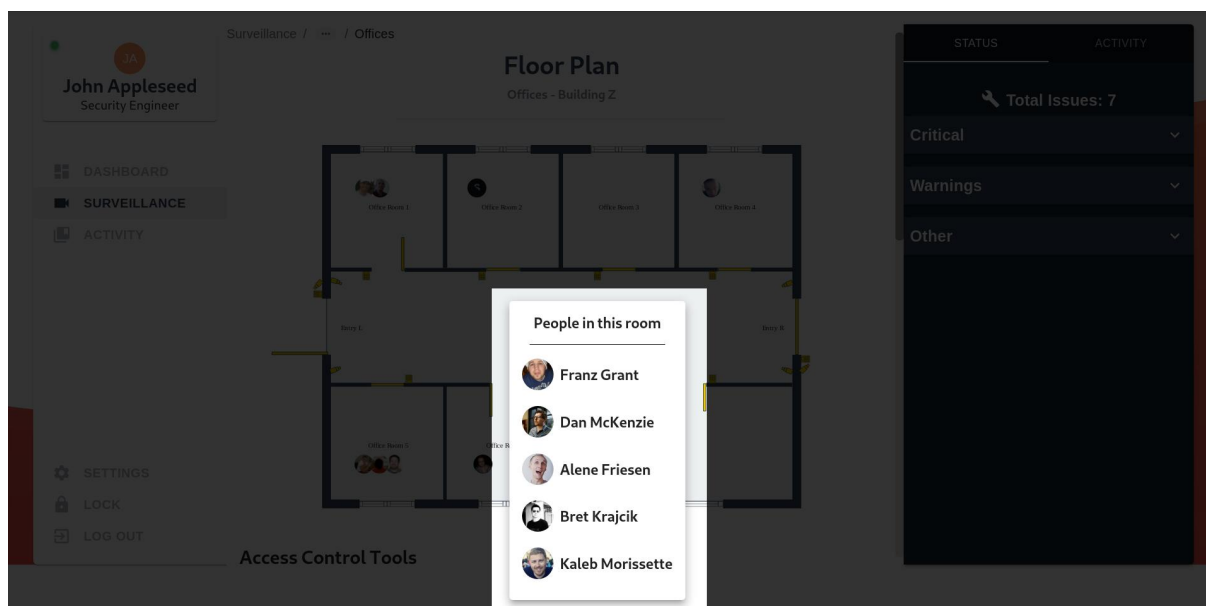 Surveillance / ... / Offices
JA
John Appleseed
Security Engineer
DASHBOARD
SURVEILLANCE
ACTIVITY
SETTINGS
LOCK
LOG OUT
Floor Plan
Offices - Building Z
Office Room 1
S
Office Room 2
Office Room 3
Office Room 4
Entry B
Office Room 5
Office R
People in this room
Franz Grant
Dan McKenzie
Alene Friesen
Bret Krajcik
Kaleb Morissette
Access Control Tools
STATUS
ACTIVITY
Total Issues: 7
Critical
Warnings
Other